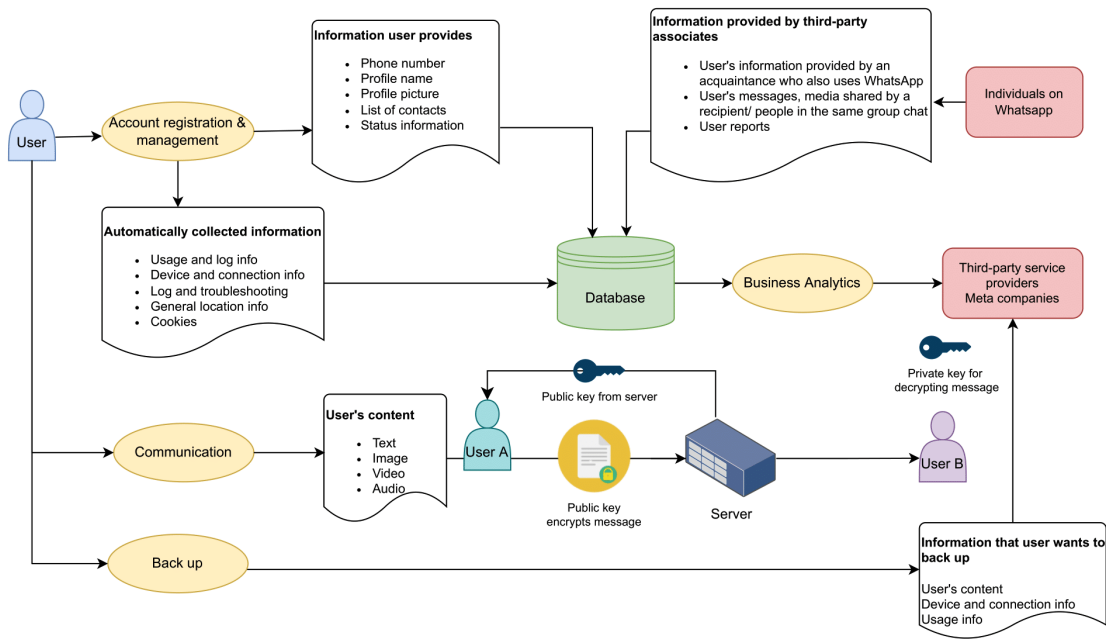 User
Account registration &
management
Information user provides
Phone number
Profile name
Profile picture
List of contacts
Status information
Information provided by third-party
associates
User's information provided by an
acquaintance who also uses WhatsApp
User's messages, media shared by a
recipient/ people in the same group chat
User reports
Individuals on
Whatsapp
Automatically collected information
Usage and log info
Device and connection info
Log and troubleshooting
General location info
Cookies
Database
Business Analytics
Third-party service
providers
Meta companies
Private key for
decrypting message
Public key from server
Communication
User's content
Text
Image
Video
Audio
User A
Public key
encrypts message
Server
User B
Back up
Information that user wants to
back up
User's content
Device and connection info
Usage info